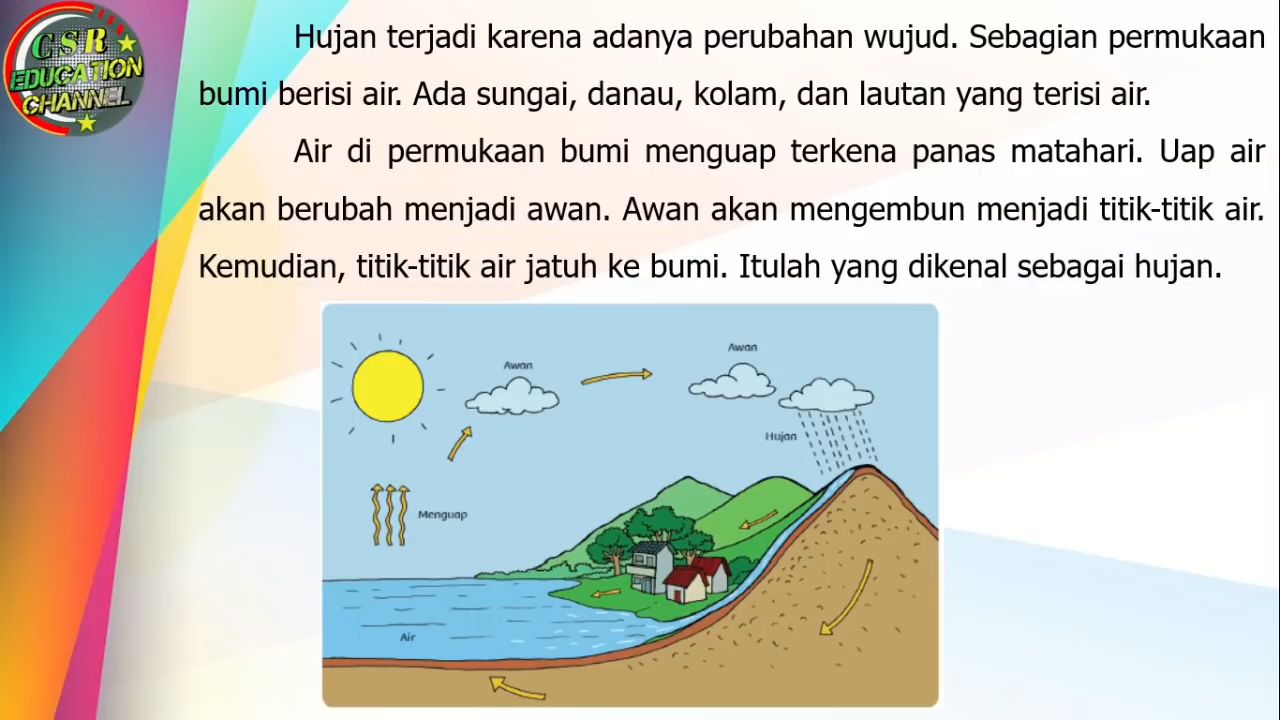 CSR
EDUCATION
CHANNEL
Hujan terjadi karena adanya perubahan wujud. Sebagian permukaan
bumi berisi air. Ada sungai, danau, kolam, dan lautan yang terisi air.
Air di permukaan bumi menguap terkena panas matahari. Uap air
akan berubah menjadi awan. Awan akan mengembun menjadi titik-titik air.
Kemudian, titik-titik air jatuh ke bumi. Itulah yang dikenal sebagai hujan.
Awan
Awan
Hujan
Menguap
Air